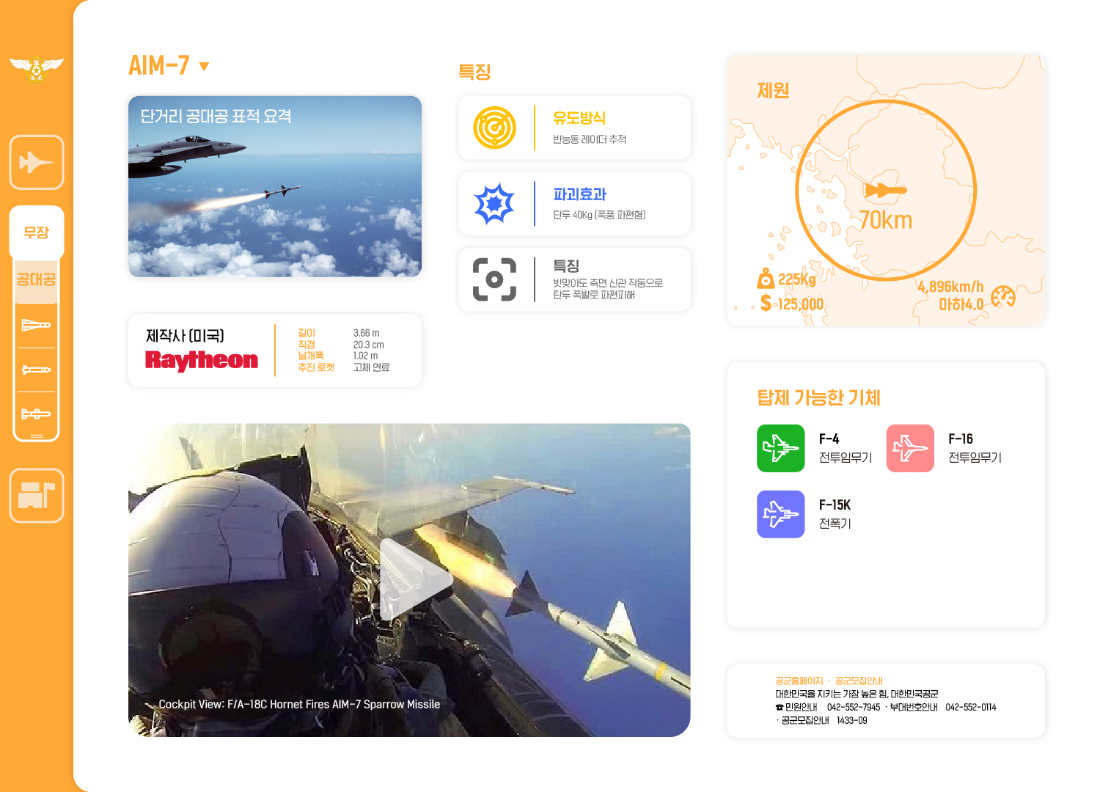 무장
공대공
AIM-7 ▼
단거리 공대공 표적 요격
제작사 (미국)
Raytheon
길이 3.66 m
직경 20.3 cm
날개폭 1.02 m
추진 로켓 고체 연료
특징
유도방식
반능동 레이더 추적
파괴효과
탄두 40Kg (폭풍 파편형)
특징
빗맞아도 측면 신관 작동으로
탄두 폭발로 파편피해
제원
70km
225Kg
$ 125,000
4,896km/h
마하4.0
탑제 가능한 기체
F-4
전투임무기
F-16
전투임무기
F-15K
전폭기
Cockpit View: F/A-18C Hornet Fires AIM-7 Sparrow Missile
공군홈페이지 · 공군모집안내
대한민국을 지키는 가장 높은 힘, 대한민국공군
☎ 민원안내 042-552-7945 · 부대번호안내 042-552-0114
· 공군모집안내 1433-09